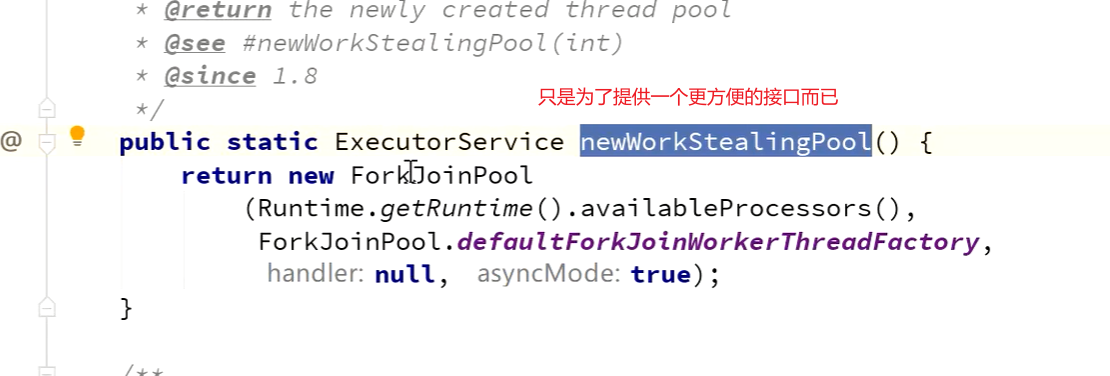 * @return the newly created thread pool
* @see #newWorkStealingPool(int)
* @since 1.8
只是为了提供一个更方便的接口而已
*/
@ public static ExecutorService newWorkStealingPool() {
return new ForkJoinPool
(Runtime.getRuntime().availableProcessors(),
ForkJoinPool.defaultForkJoinWorkerThreadFactory,
handler: null, asyncMode: true);
}
/**